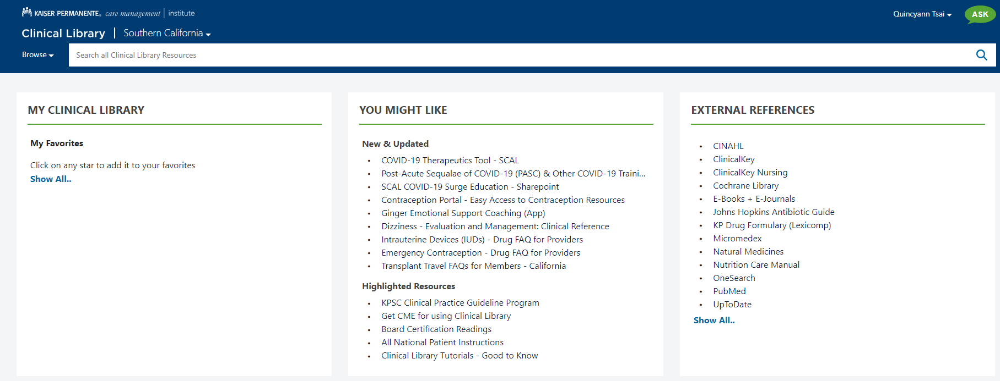 KAISER PERMANENTE® care management | institute
Quincyann Tsai
ASK
Clinical Library | Southern California
Browse
Search all Clinical Library Resources
MY CLINICAL LIBRARY
My Favorites
Click on any star to add it to your favorites
Show All..
YOU MIGHT LIKE
New & Updated
• COVID-19 Therapeutics Tool - SCAL
• Post-Acute Sequalae of COVID-19 (PASC) & Other COVID-19 Traini...
• SCAL COVID-19 Surge Education - Sharepoint
• Contraception Portal - Easy Access to Contraception Resources
• Ginger Emotional Support Coaching (App)
• Dizziness - Evaluation and Management: Clinical Reference
• Intrauterine Devices (IUDs) - Drug FAQ for Providers
• Emergency Contraception - Drug FAQ for Providers
• Transplant Travel FAQs for Members - California
Highlighted Resources
• KPSC Clinical Practice Guideline Program
• Get CME for using Clinical Library
• Board Certification Readings
• All National Patient Instructions
• Clinical Library Tutorials - Good to Know
EXTERNAL REFERENCES
• CINAHL
• ClinicalKey
• ClinicalKey Nursing
• Cochrane Library
• E-Books + E-Journals
• Johns Hopkins Antibiotic Guide
• KP Drug Formulary (Lexicomp)
• Micromedex
• Natural Medicines
• Nutrition Care Manual
• OneSearch
• PubMed
• UpToDate
Show All..